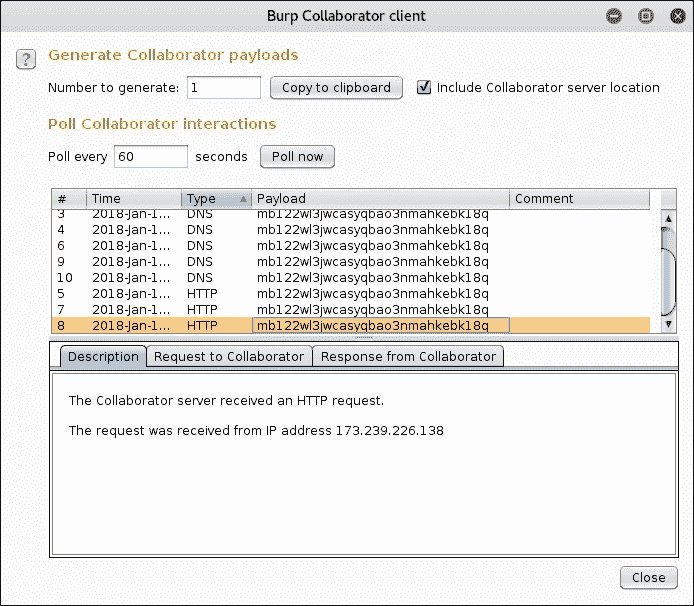 Burp Collaborator client
?
Generate Collaborator payloads
Number to generate: 1 Copy to clipboard Include Collaborator server location
Poll Collaborator interactions
Poll every 60 seconds Poll now
# Time Type Payload Comment
3 2018-Jan-1... DNS mb122wl3jwcasyqbao3nmahkebk18q
4 2018-Jan-1... DNS mb122wl3jwcasyqbao3nmahkebk18q
6 2018-Jan-1... DNS mb122wl3jwcasyqbao3nmahkebk18q
9 2018-Jan-1... DNS mb122wl3jwcasyqbao3nmahkebk18q
10 2018-Jan-1... DNS mb122wl3jwcasyqbao3nmahkebk18q
5 2018-Jan-1... HTTP mb122wl3jwcasyqbao3nmahkebk18q
7 2018-Jan-1... HTTP mb122wl3jwcasyqbao3nmahkebk18q
8 2018-Jan-1... HTTP mb122wl3jwcasyqbao3nmahkebk18q
Description Request to Collaborator Response from Collaborator
The Collaborator server received an HTTP request.
The request was received from IP address 173.239.226.138
Close